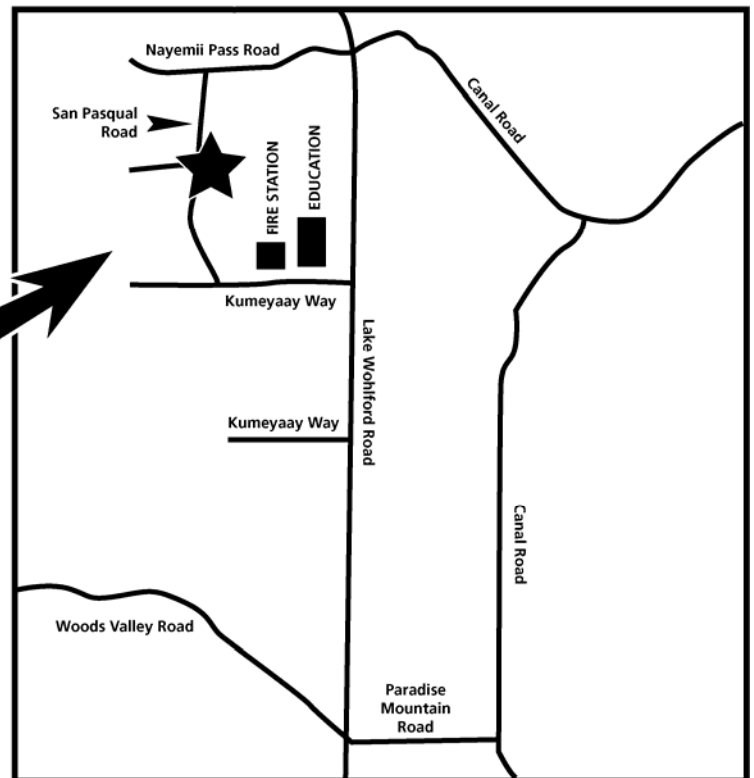 Nayemii Pass Road
Canal Road
San Pasqual
Road
FIRE STATION
EDUCATION
Kumeyaay Way
Lake Wohlford Road
Kumeyaay Way
Canal Road
Woods Valley Road
Paradise
Mountain
Road